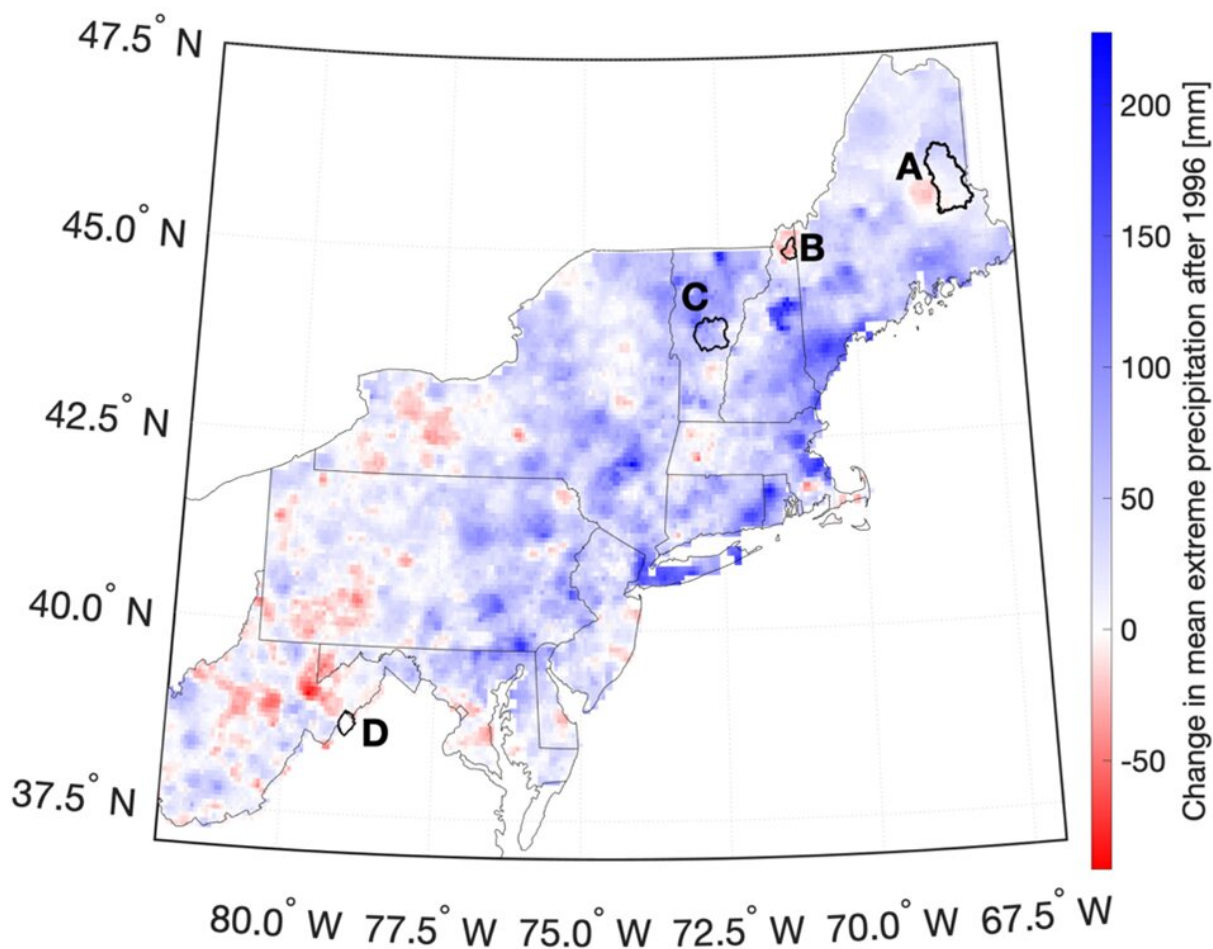 47.5° N
45.0° N
42.5° N
40.0° N
37.5° N
80.0° W
77.5° W
75.0° W
72.5° W
70.0° W
67.5° W
A
B
C
D
200
150
100
50
0
-50
Change in mean extreme precipitation after 1996 [mm]